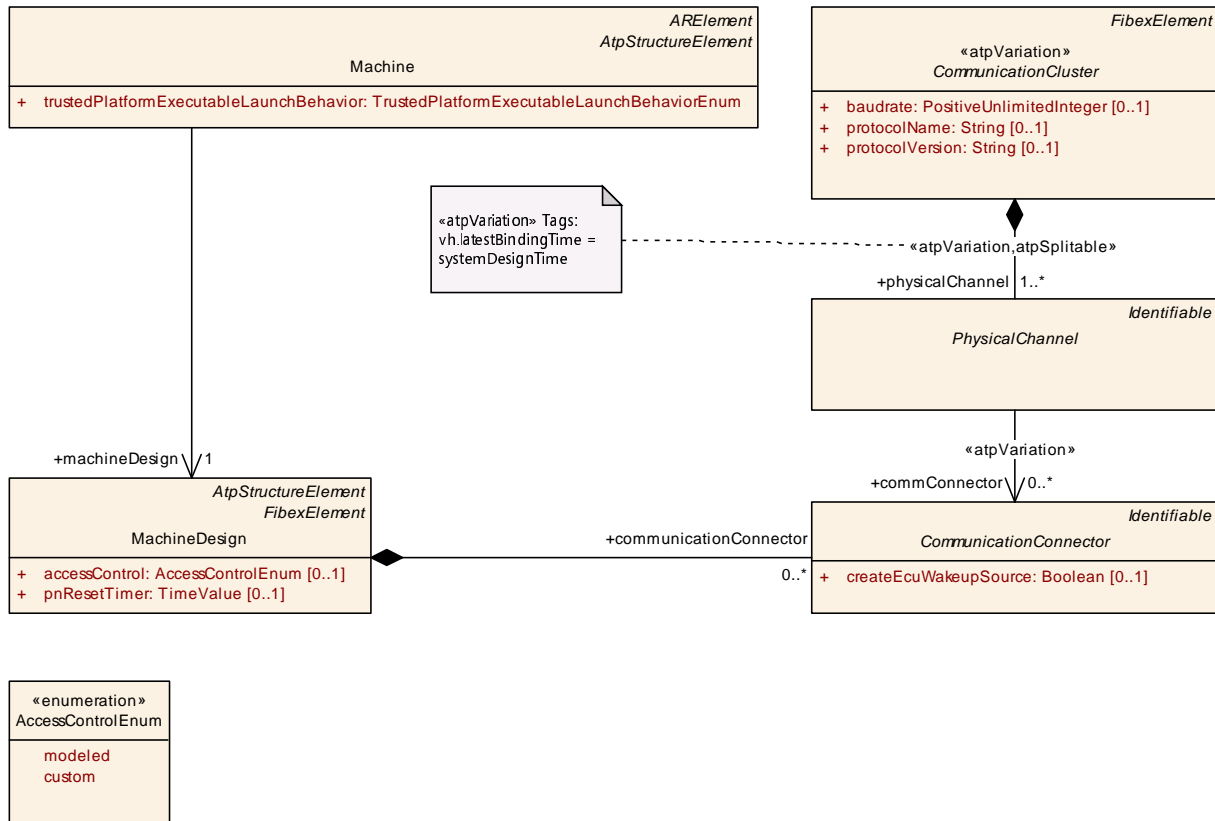 ARElement
AtpStructureElement
Machine
+ trustedPlatformExecutableLaunchBehavior: TrustedPlatformExecutableLaunchBehaviorEnum
FibexElement
«atpVariation»
CommunicationCluster
+ baudrate: PositiveUnlimitedInteger [0..1]
+ protocolName: String [0..1]
+ protocolVersion: String [0..1]
«atpVariation» Tags:
vh.latestBindingTime =
systemDesignTime
«atpVariation,atpSplitable»
+physicalChannel 1..*
Identifiable
PhysicalChannel
«atpVariation»
+commConnector 0..*
+machineDesign 1
AtpStructureElement
FibexElement
MachineDesign
+ accessControl: AccessControlEnum [0..1]
+ pnResetTimer: TimeValue [0..1]
+communicationConnector
0..*
Identifiable
CommunicationConnector
+ createEcuWakeupSource: Boolean [0..1]
«enumeration»
AccessControlEnum
modeled
custom